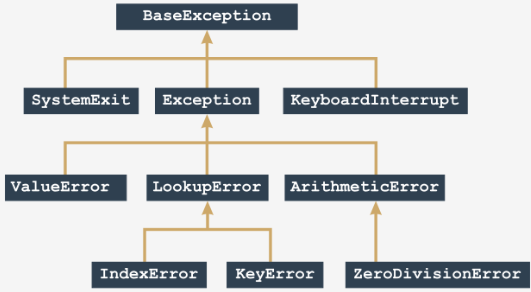 BaseException
SystemExit Exception KeyboardInterrupt
ValueError LookupError ArithmeticError
IndexError KeyError ZeroDivisionError